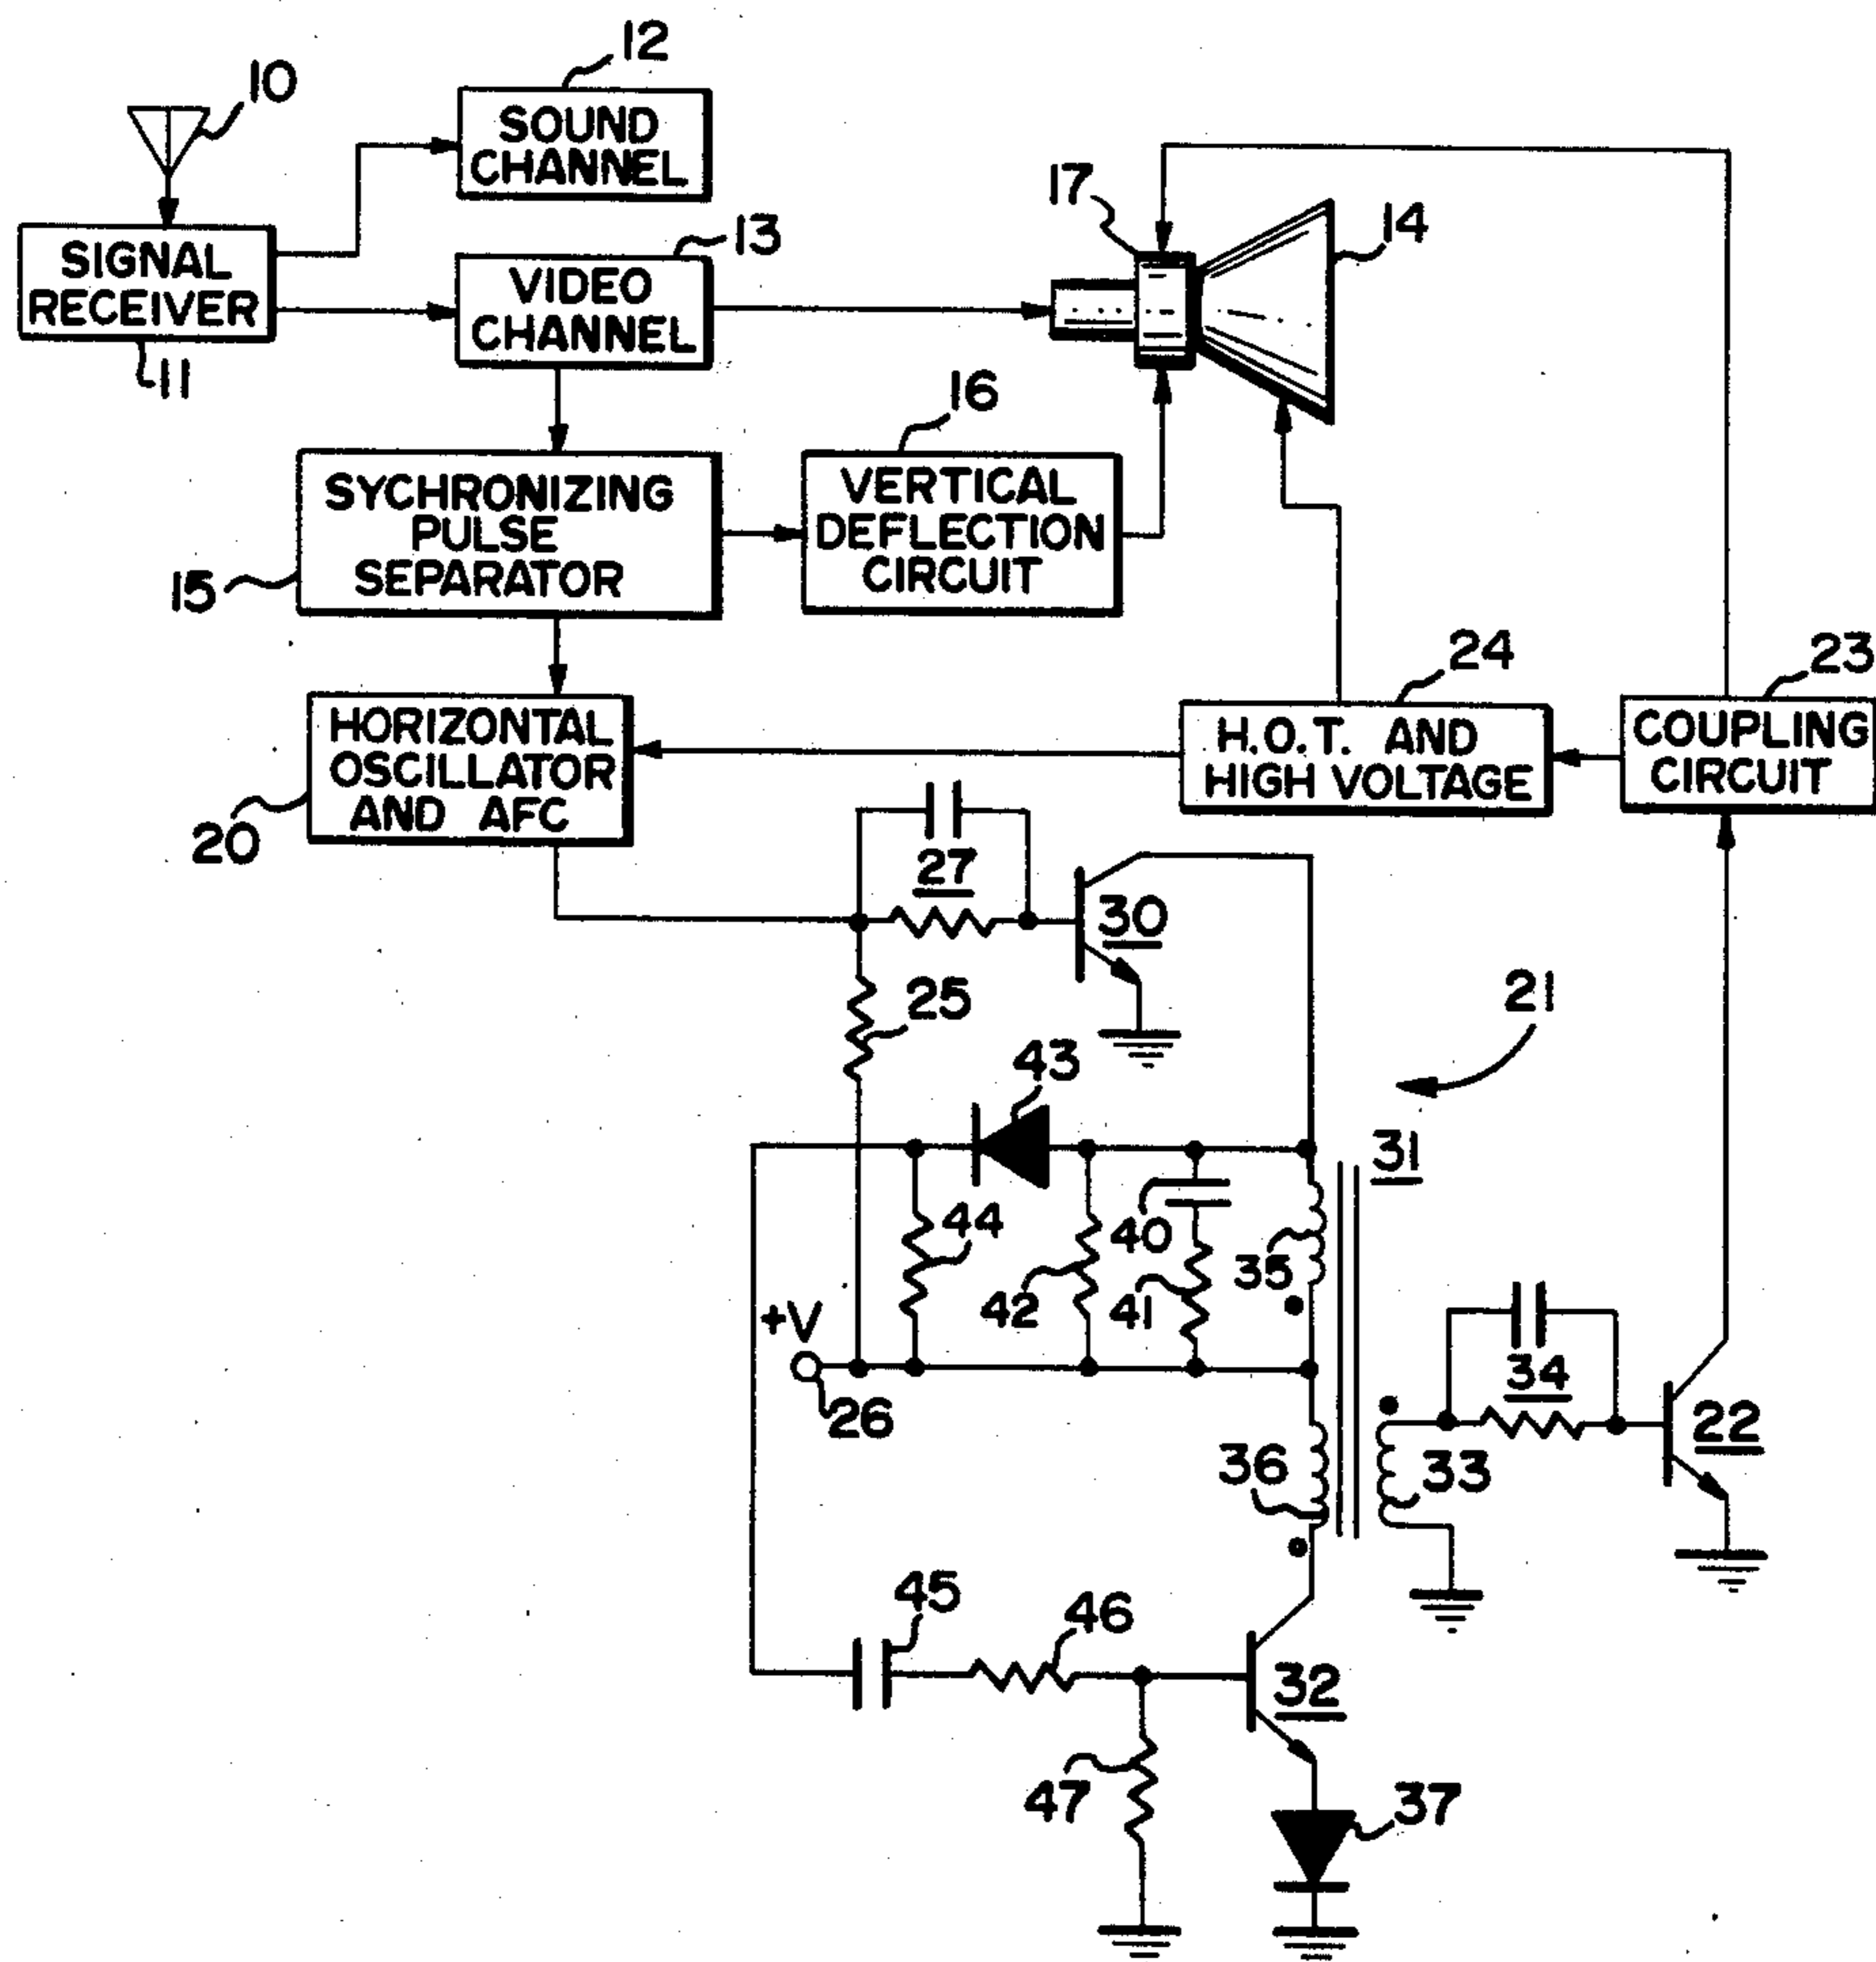 12
10
SOUND
CHANNEL
17
14
13
SIGNAL
RECEIVER
VIDEO
CHANNEL
11
16
SYCHRONIZING
PULSE
SEPARATOR
VERTICAL
DEFLECTION
CIRCUIT
15
24
23
HORIZONTAL
OSCILLATOR
AND AFC
H.O.T. AND
HIGH VOLTAGE
COUPLING
CIRCUIT
20
27
30
25
21
43
31
44
40
35
42
41
+V
34
26
22
36
33
45
46
32
47
37